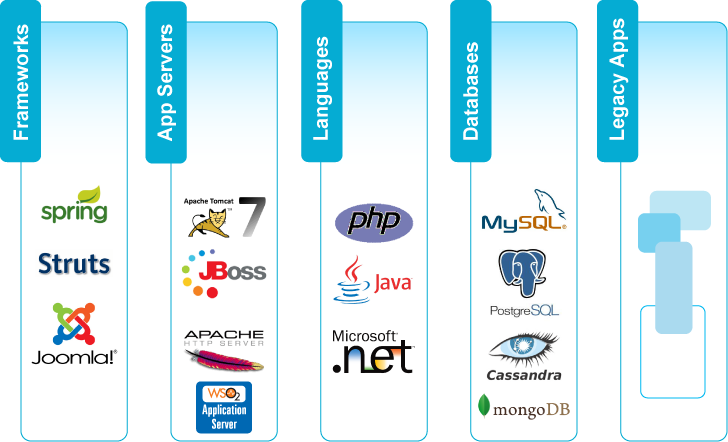 Frameworks
spring
Struts
Joomla!®
App Servers
Apache Tomcat
™
7
JBoss
APACHE
HTTP SERVER
WSO2
Application
Server
Languages
php
Java
Microsoft®
.net
Databases
MySQL®
PostgreSQL
Cassandra
mongoDB
Legacy Apps